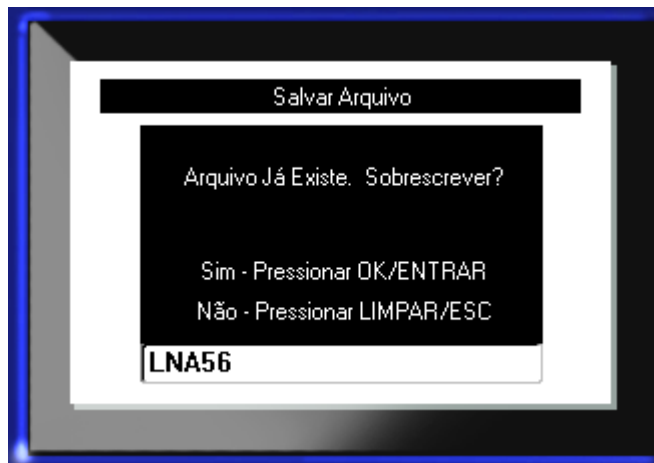 Salvar Arquivo
Arquivo Já Existe. Sobrescrever?
Sim - Pressionar OK/ENTRAR
Não - Pressionar LIMPAR/ESC
LNA56